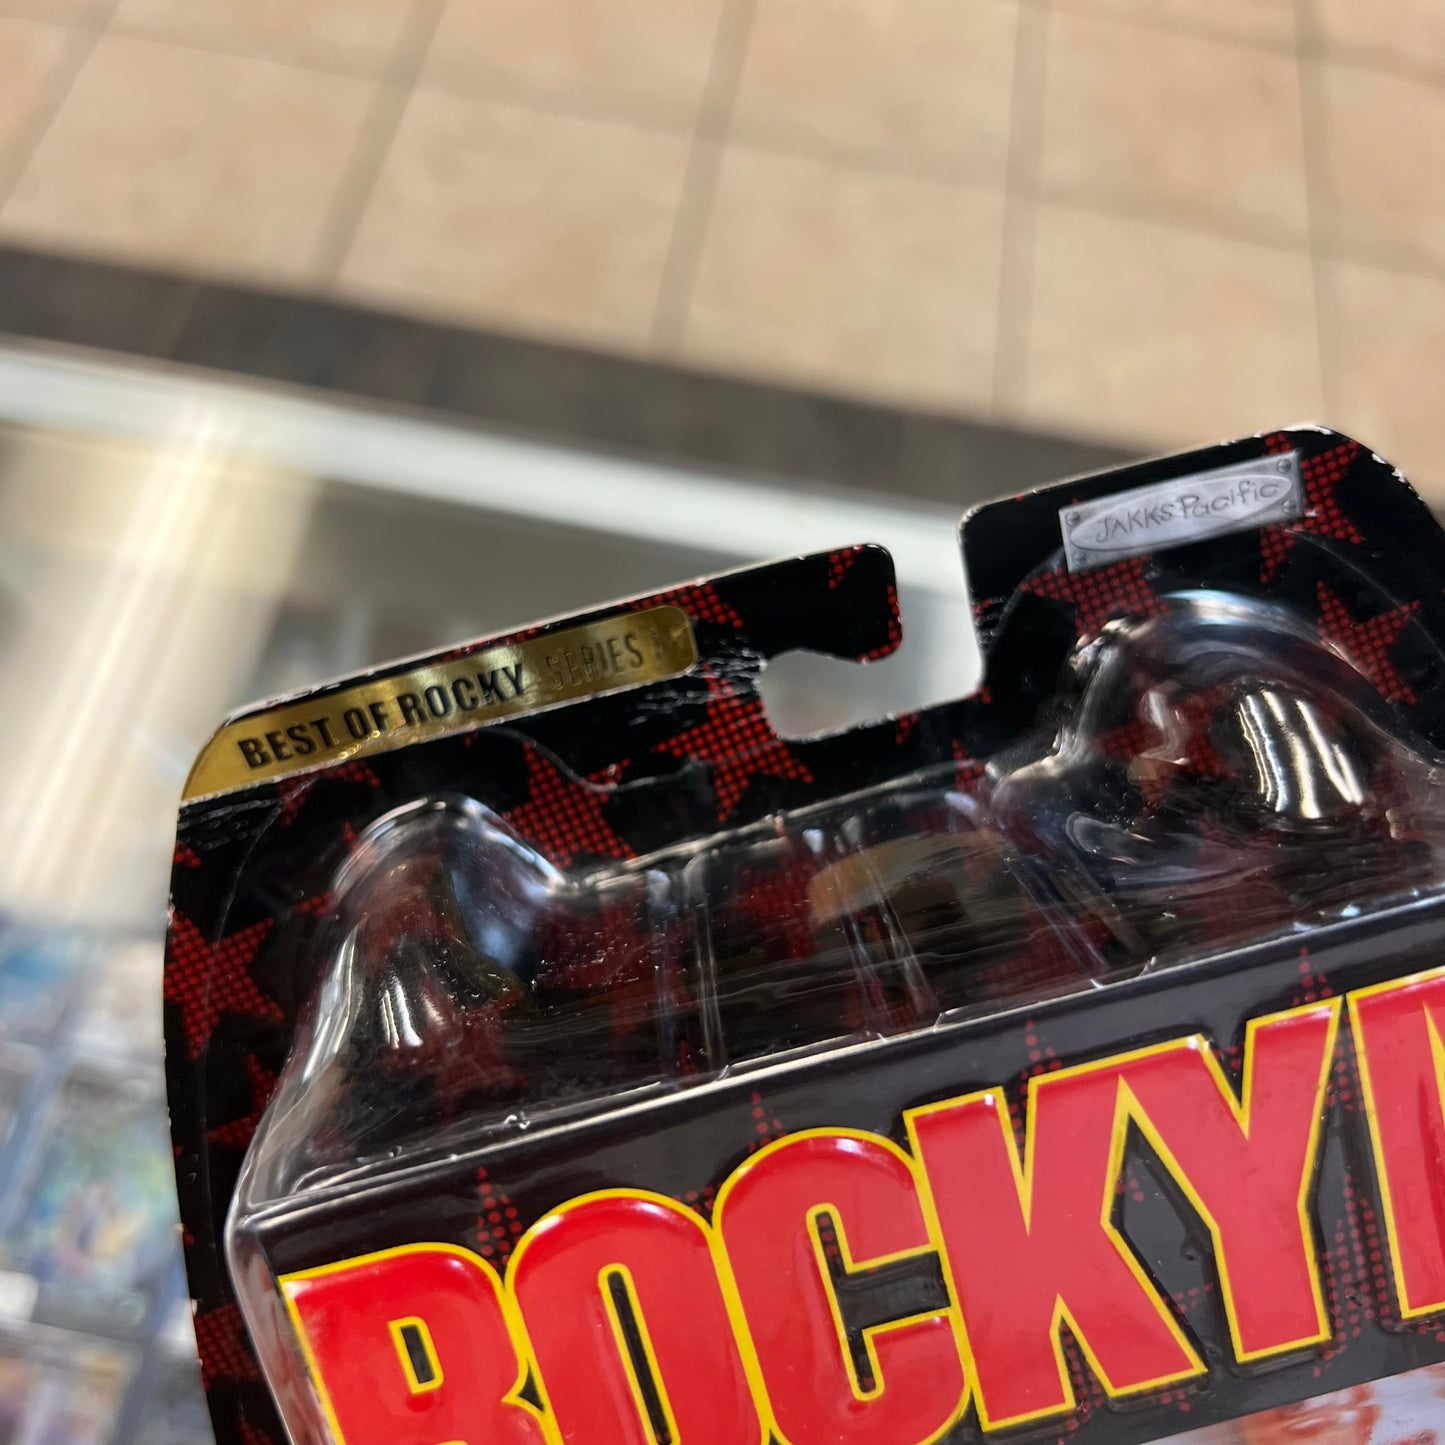 JAKKS Pacific
BEST OF ROCKY SERIES
ROCKY